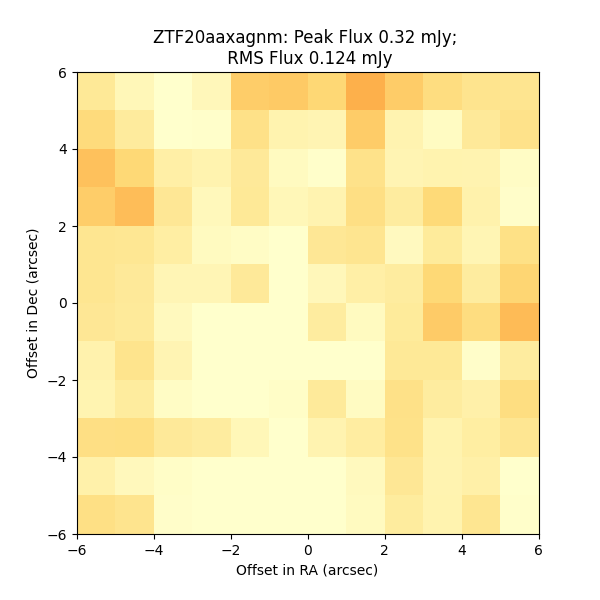 ZTF20aaxagnm: Peak Flux 0.32 mJy;
RMS Flux 0.124 mJy
6
4
2
0
−2
−4
−6
Offset in Dec (arcsec)
−6 −4 −2 0 2 4 6
Offset in RA (arcsec)